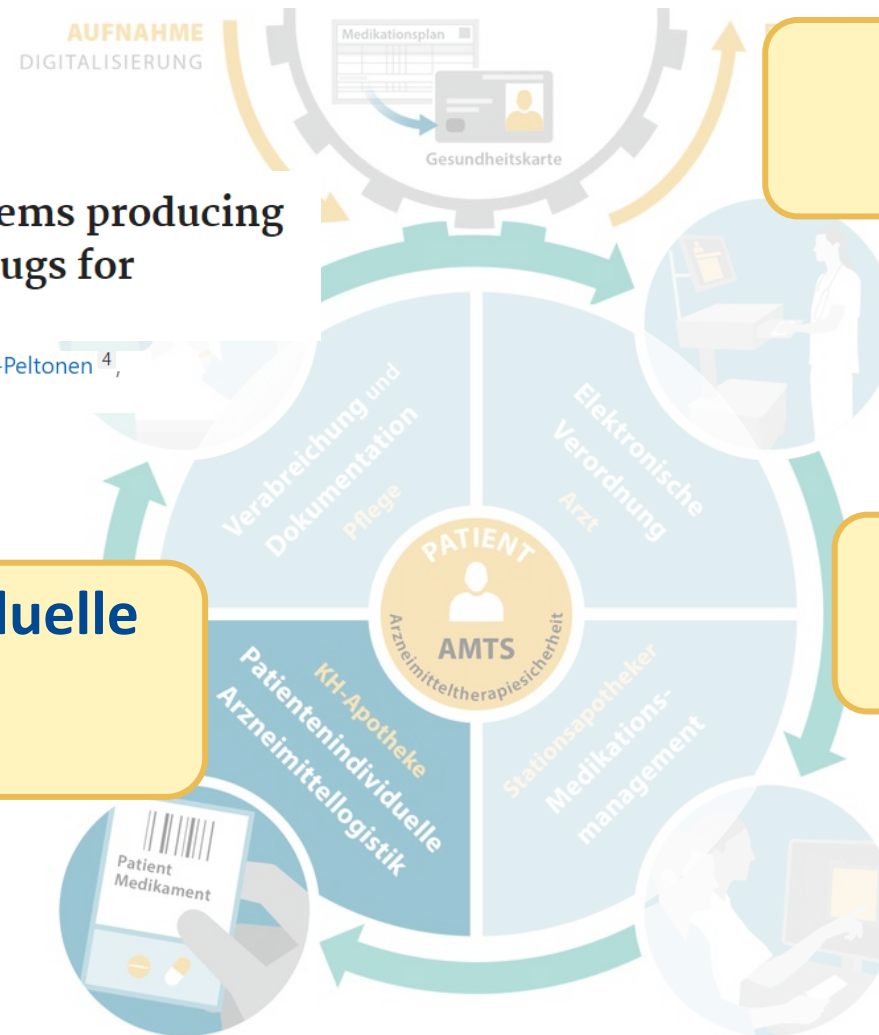 AUFNAHME
DIGITALISIERUNG
Medikationsplan
Gesundheitskarte
ems producing
ugs for
-Peltonen 4,
Verabreichung und
Dokumentation
Pflege
Elektronische
Verordnung
Arzt
PATIENT
AMTS
Arzneimitteltherapiesicherheit
duelle
KH-Apotheke
Patientenindividuelle
Arzneimittellogistik
Stationsapotheker
Medikations-
management
Patient
Medikament